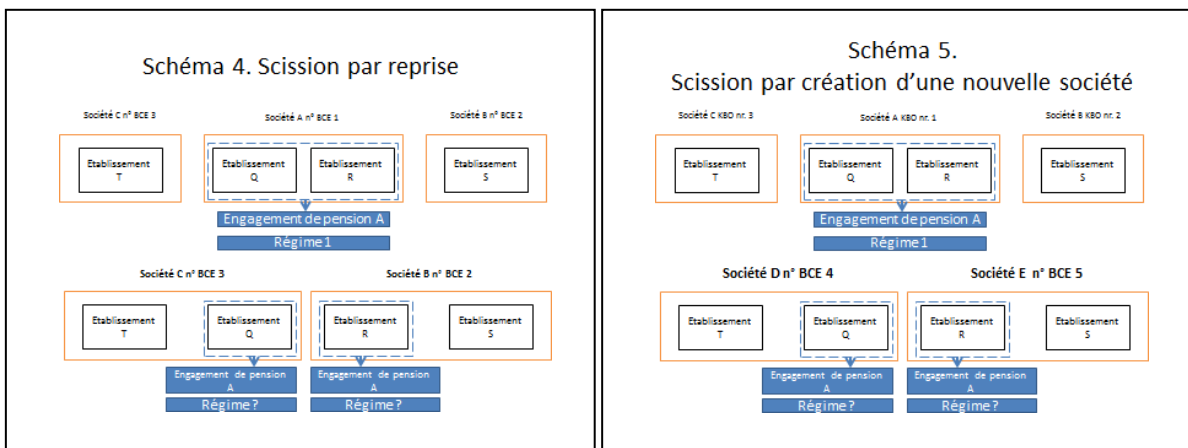 Schéma 4. Scission par reprise
Société C n° BCE 3
Société A n° BCE 1
Société B n° BCE 2
Etablissement
T
Etablissement
Q
Etablissement
R
Etablissement
S
Engagement de pension A
Régime 1
Société C n° BCE 3
Société B n° BCE 2
Etablissement
T
Etablissement
Q
Etablissement
R
Etablissement
S
Engagement de pension
A
Engagement de pension
A
Régime ?
Régime ?
Schéma 5.
Scission par création d'une nouvelle société
Société C KBO nr. 3
Société A KBO nr. 1
Société B KBO nr. 2
Etablissement
T
Etablissement
Q
Etablissement
R
Etablissement
S
Engagement de pension A
Régime 1
Société D n° BCE 4
Société E n° BCE 5
Etablissement
T
Etablissement
Q
Etablissement
R
Etablissement
S
Engagement de pension
A
Engagement de pension
A
Régime ?
Régime ?